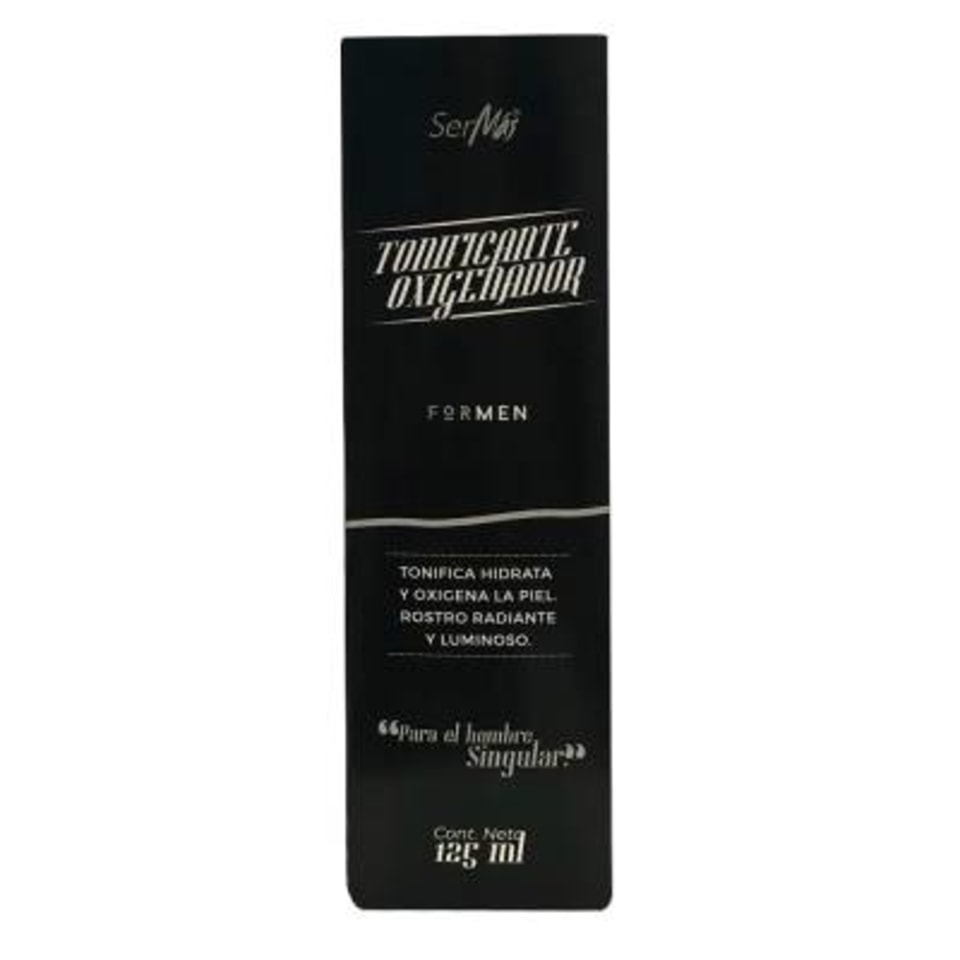 SerMás
TONIFICANTE
OXIGENADOR
FORMEN
TONIFICA HIDRATA
Y OXIGENA LA PIEL.
ROSTRO RADIANTE
Y LUMINOSO.
“Para el hombre
Singular.”
Cont. Neto
125 ml